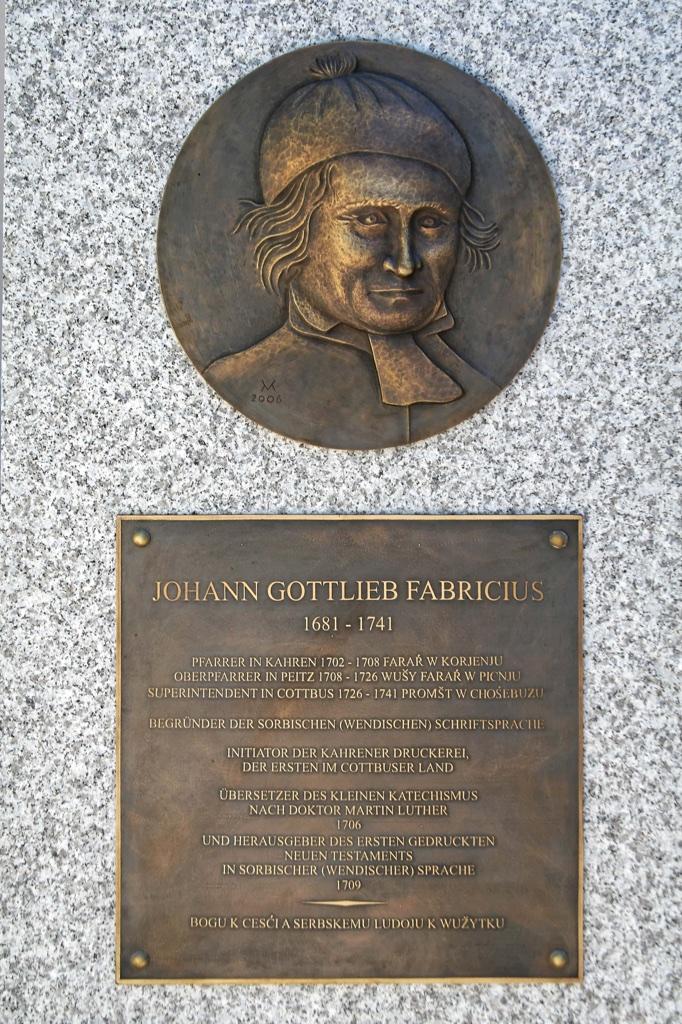 2006
JOHANN GOTTLIEB FABRICIUS
1681 - 1741
PFARRER IN KAHREN 1702 - 1708 FARAŔ W KORJENJU
OBERPFARRER IN PEITZ 1708 - 1726 WUŠY FARAŔ W PICNJU
SUPERINTENDENT IN COTTBUS 1726 - 1741 PROMŠT W CHOŚEBUZU
BEGRÜNDER DER SORBISCHEN (WENDISCHEN) SCHRIFTSPRACHE
INITIATOR DER KAHRENER DRUCKEREI,
DER ERSTEN IM COTTBUSER LAND
ÜBERSETZER DES KLEINEN KATECHISMUS
NACH DOKTOR MARTIN LUTHER
1706
UND HERAUSGEBER DES ERSTEN GEDRUCKTEN
NEUEN TESTAMENTS
IN SORBISCHER (WENDISCHER) SPRACHE
1709
BOGU K CESĆI A SERBSKEMU LUDOJU K WUŽYTKU